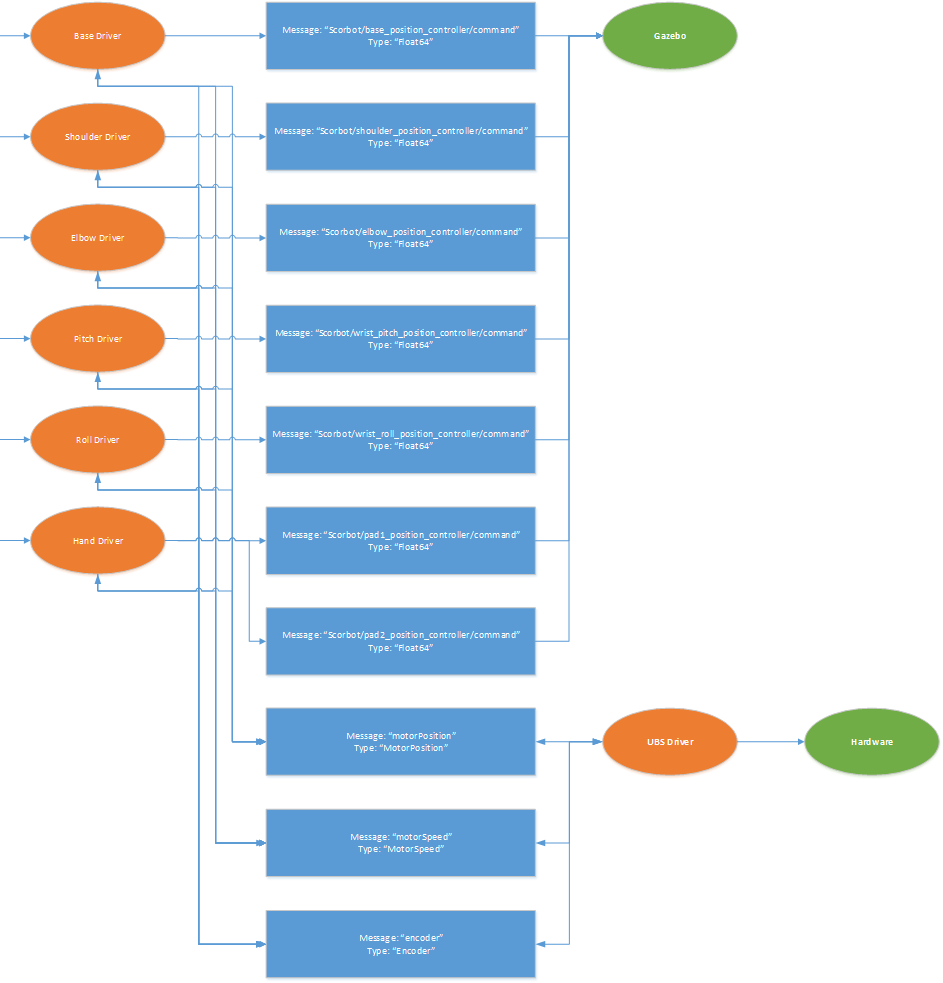 Base Driver
Message: “Scorbot/base_position_controller/command”
Type: “Float64”
Gazebo
Shoulder Driver
Message: “Scorbot/shoulder_position_controller/command”
Type: “Float64”
Elbow Driver
Message: “Scorbot/elbow_position_controller/command”
Type: “Float64”
Pitch Driver
Message: “Scorbot/wrist_pitch_position_controller/command”
Type: “Float64”
Roll Driver
Message: “Scorbot/wrist_roll_position_controller/command”
Type: “Float64”
Hand Driver
Message: “Scorbot/pad1_position_controller/command”
Type: “Float64”
Message: “Scorbot/pad2_position_controller/command”
Type: “Float64”
Message: “motorPosition”
Type: “MotorPosition”
UBS Driver
Hardware
Message: “motorSpeed”
Type: “MotorSpeed”
Message: “encoder”
Type: “Encoder”